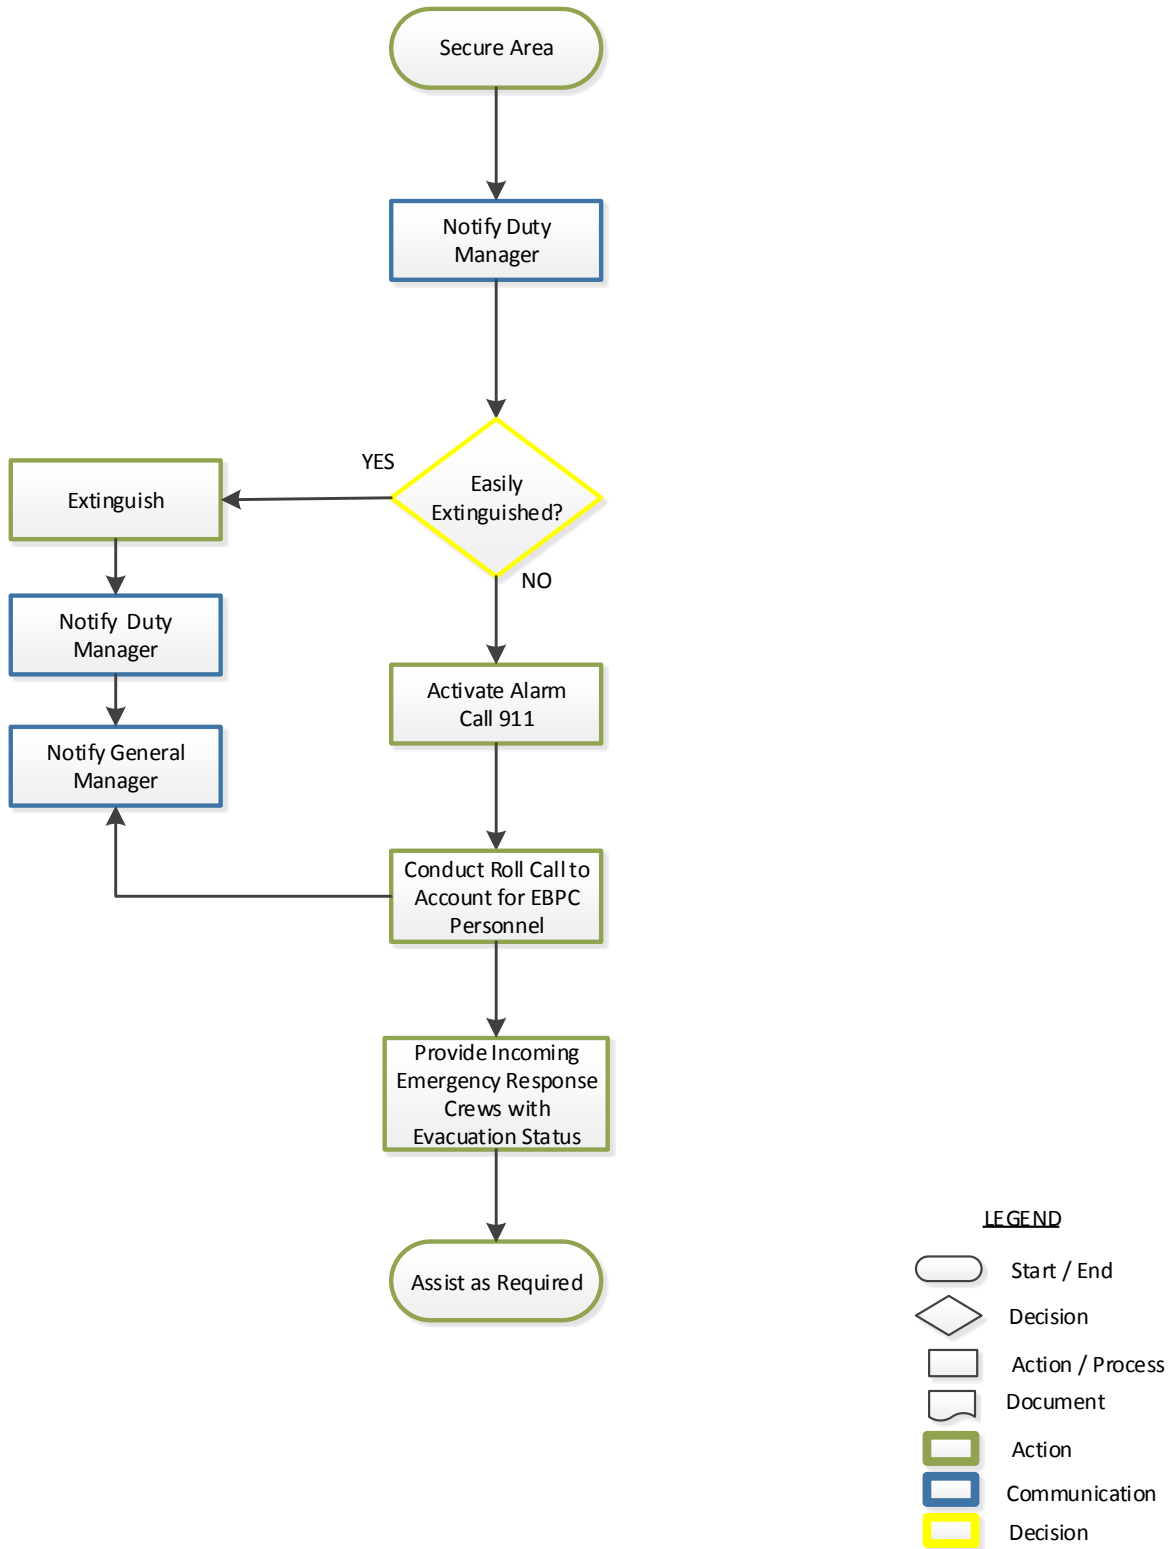 Secure Area
Notify Duty
Manager
YES
Easily
Extinguished?
Extinguish
NO
Notify Duty
Manager
Activate Alarm
Call 911
Notify General
Manager
Conduct Roll Call to
Account for EBPC
Personnel
Provide Incoming
Emergency Response
Crews with
Evacuation Status
Assist as Required
LEGEND
Start / End
Decision
Action / Process
Document
Action
Communication
Decision